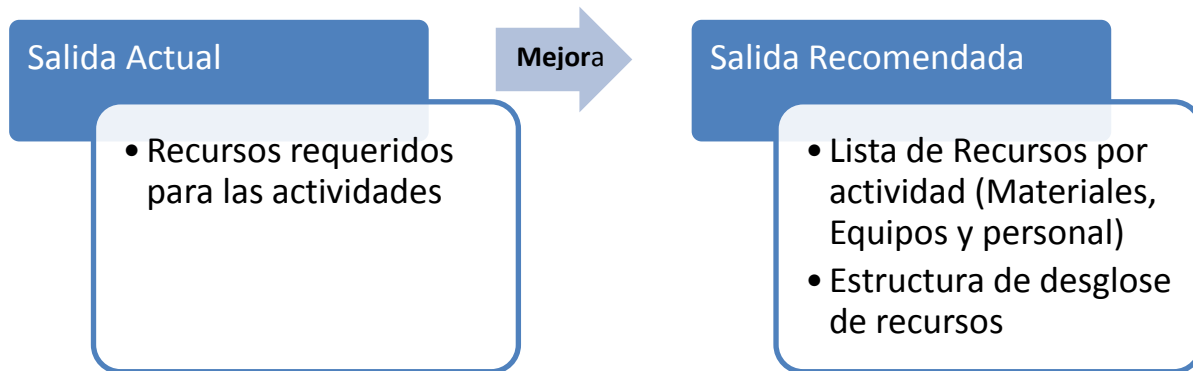 Salida Actual
• Recursos requeridos
para las actividades
Mejora
Salida Recomendada
• Lista de Recursos por
actividad (Materiales,
Equipos y personal)
• Estructura de desglose
de recursos